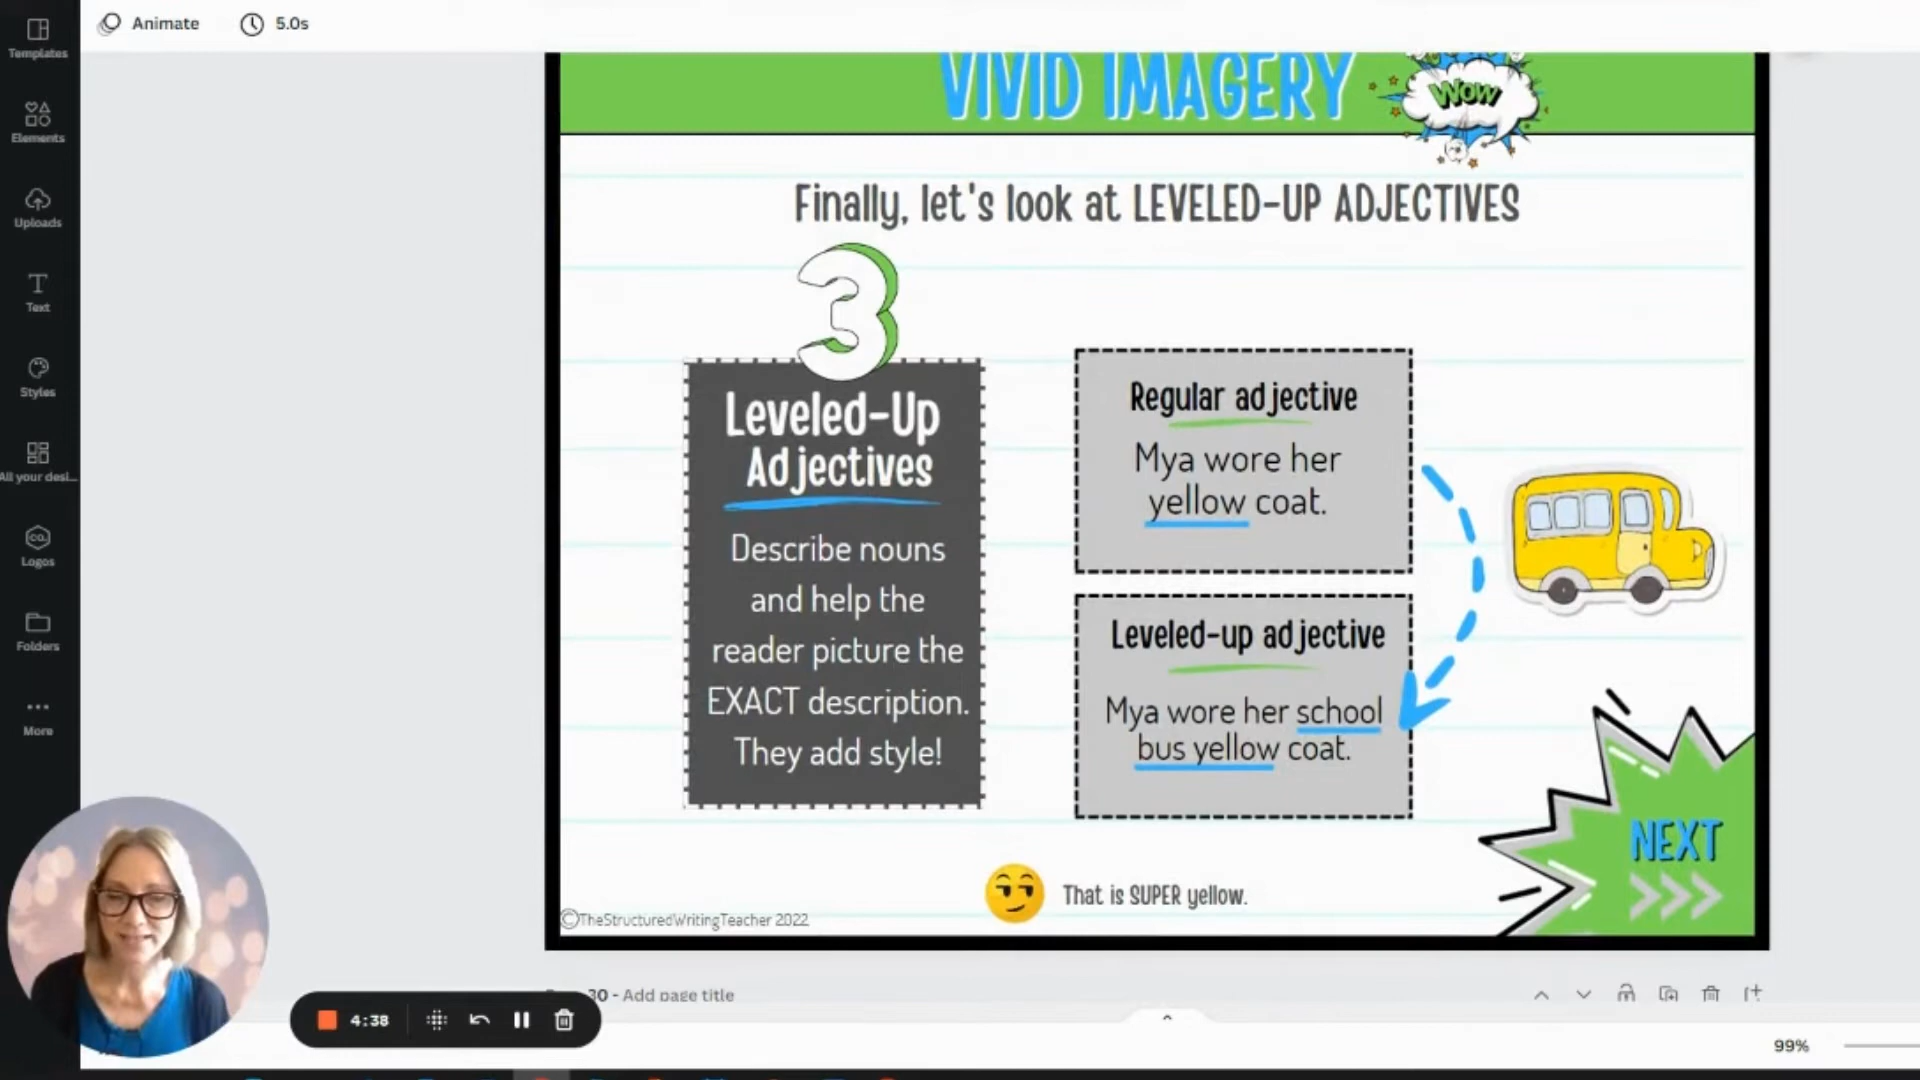 Animate
5.0s
Templates
Elements
Uploads
Text
Styles
All your desi...
CO.
Logos
Folders
More
VIVID IMAGERY
WOW
Finally, let's look at LEVELED-UP ADJECTIVES
3
Leveled-Up
Adjectives
Describe nouns
and help the
reader picture the
EXACT description.
They add style!
Regular adjective
Mya wore her
yellow coat.
Leveled-up adjective
Mya wore her school
bus yellow coat.
That is SUPER yellow.
NEXT
©TheStructuredWritingTeacher 2022
30 - Add page title
4:38
99%